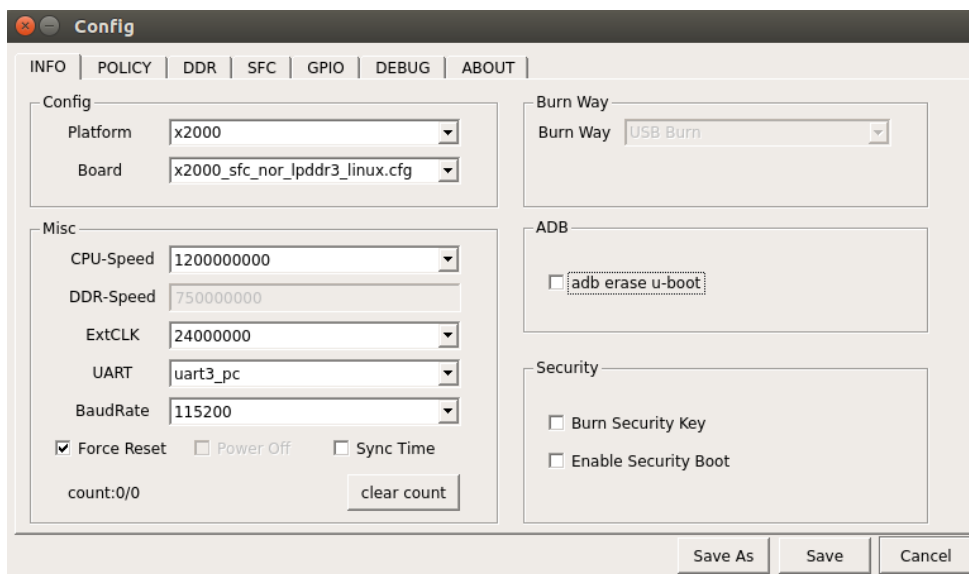 Config
INFO POLICY DDR SFC GPIO DEBUG ABOUT
Config
Platform x2000
Board x2000_sfc_nor_lpddr3_linux.cfg
Burn Way
Burn Way USB Burn
Misc
CPU-Speed 1200000000
DDR-Speed 750000000
ExtCLK 24000000
UART uart3_pc
BaudRate 115200
Force Reset Power Off Sync Time
count:0/0 clear count
ADB
adb erase u-boot
Security
Burn Security Key
Enable Security Boot
Save As Save Cancel